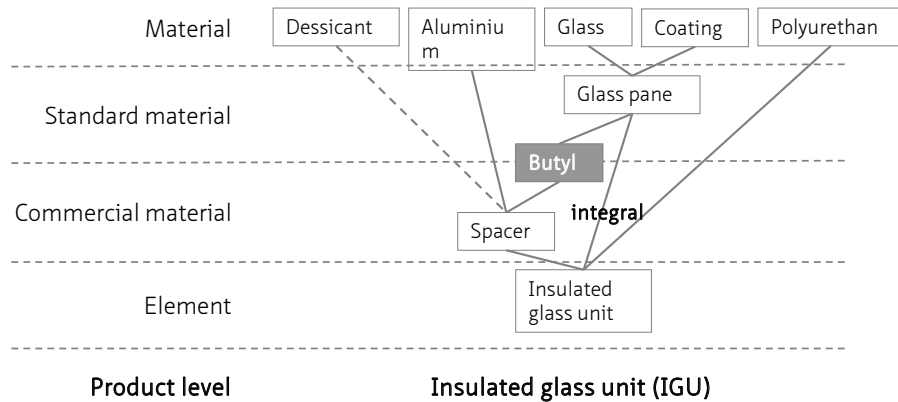 Material
Dessicant
Aluminiu
m
Glass
Coating
Polyurethan
Standard material
Glass pane
Butyl
Commercial material
integral
Spacer
Element
Insulated
glass unit
Product level
Insulated glass unit (IGU)